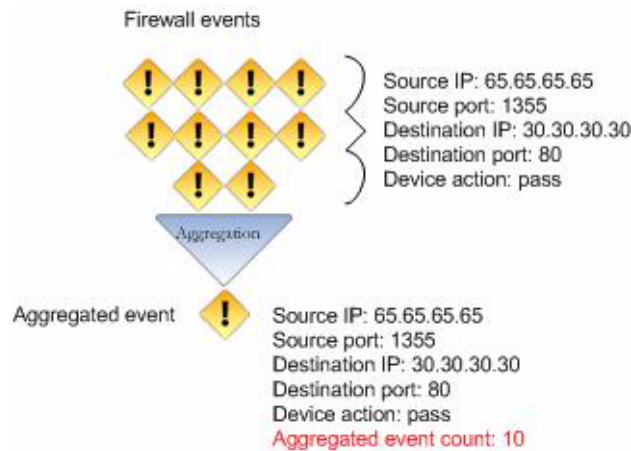 Firewall events
Source IP: 65.65.65.65
Source port: 1355
Destination IP: 30.30.30.30
Destination port: 80
Device action: pass
Aggregation
Aggregated event
Source IP: 65.65.65.65
Source port: 1355
Destination IP: 30.30.30.30
Destination port: 80
Device action: pass
Aggregated event count: 10